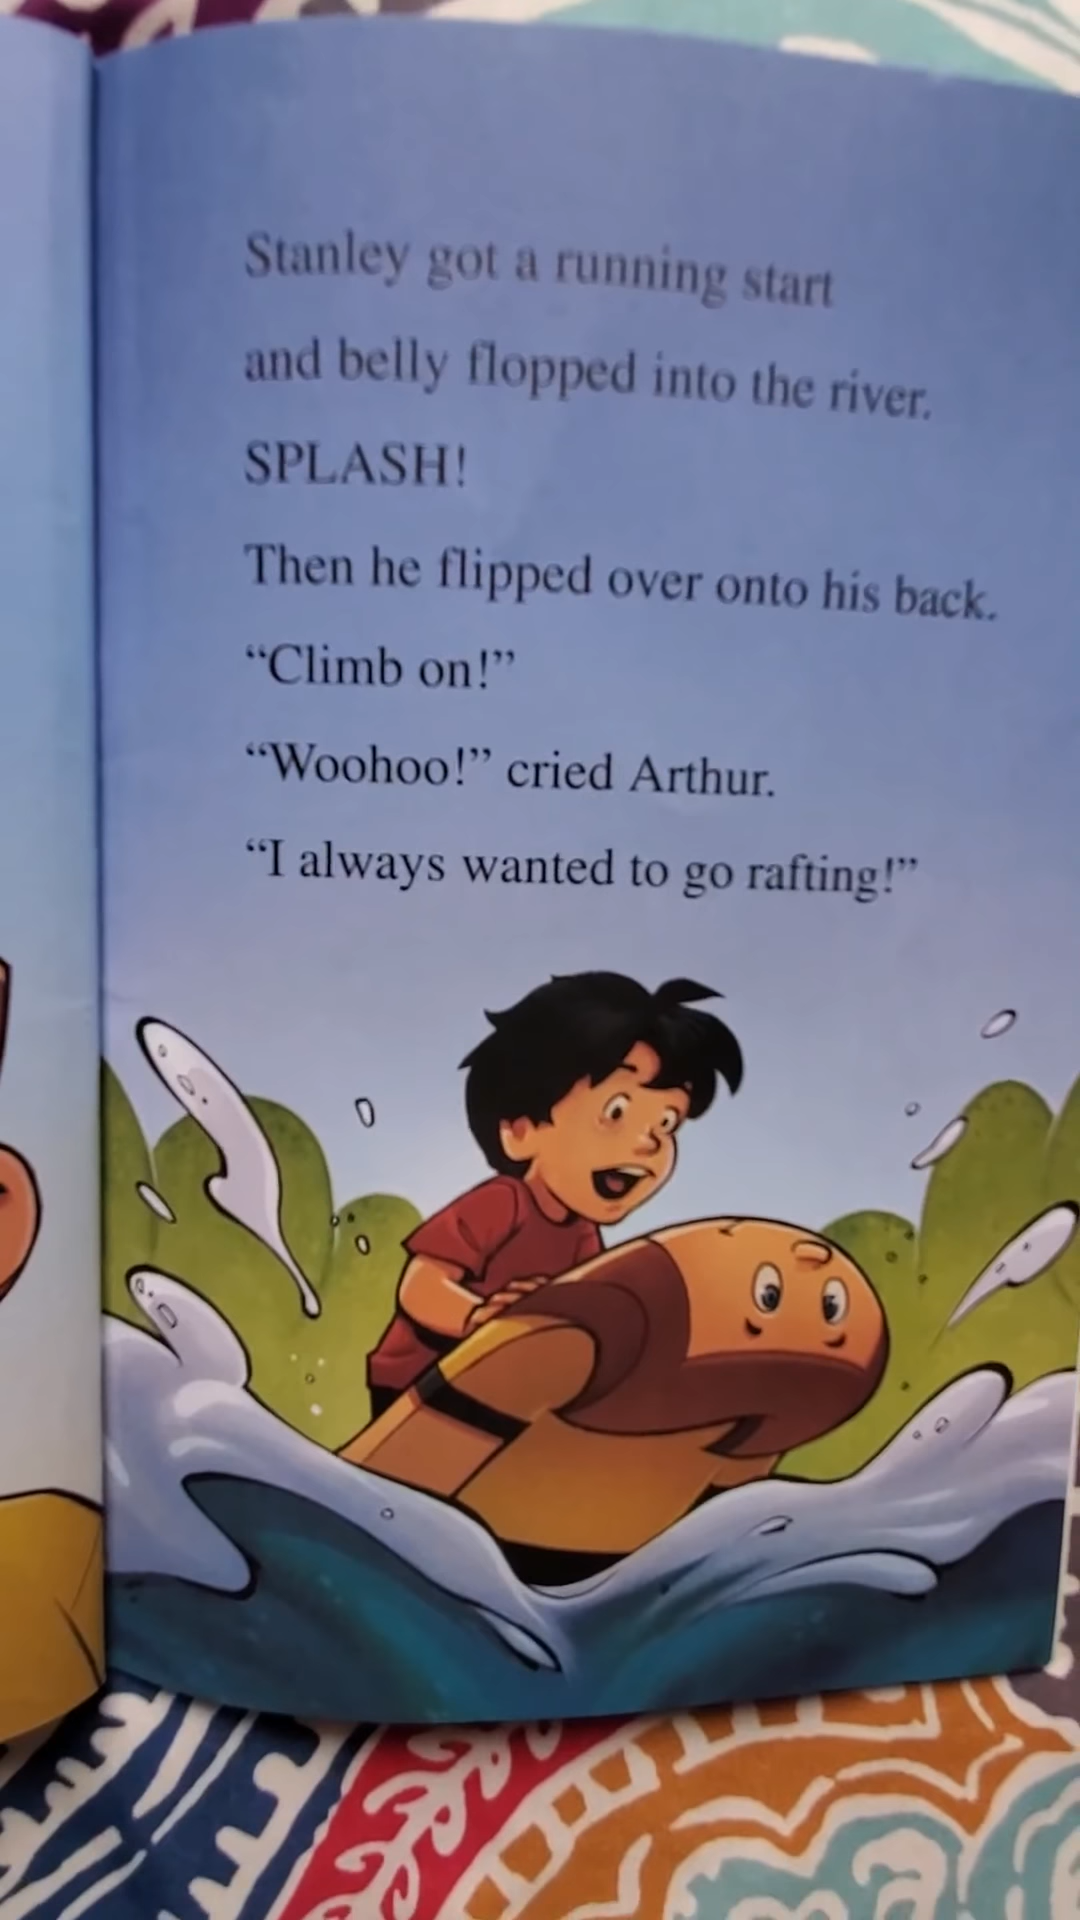 Stanley got a running start
and belly flopped into the river.
SPLASH!
Then he flipped over onto his back.
“Climb on!”
“Woohoo!” cried Arthur.
“I always wanted to go rafting!”